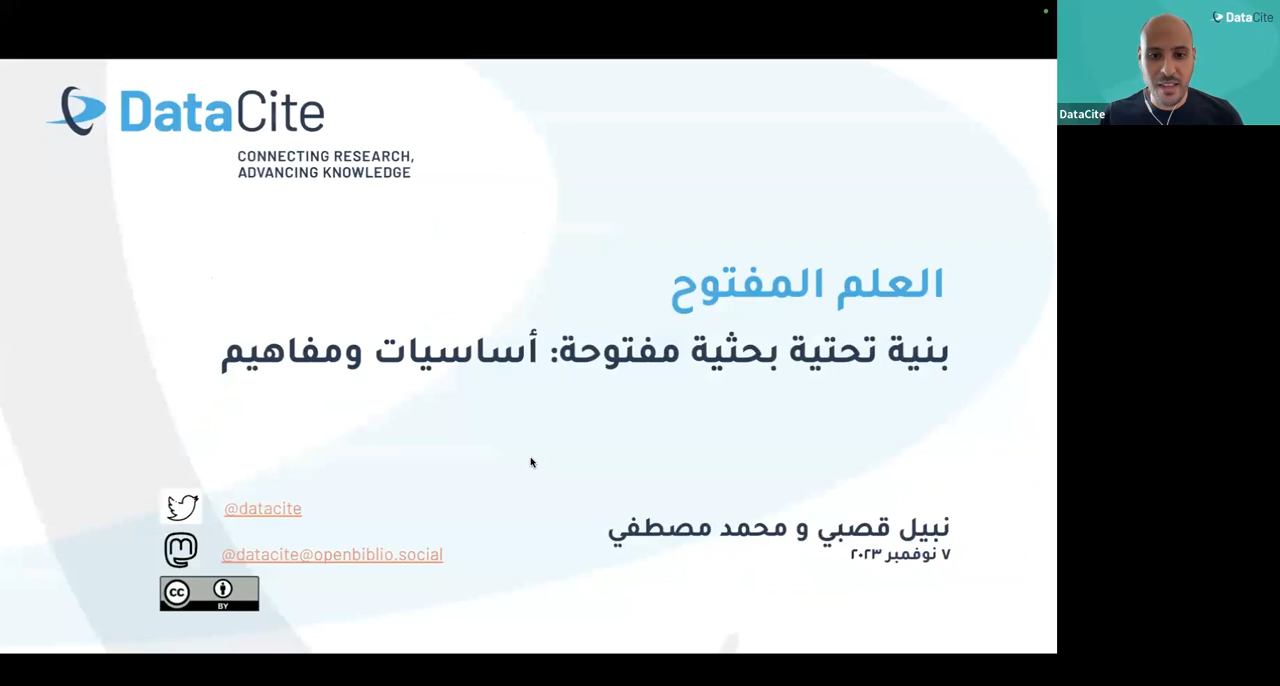 DataCite
CONNECTING RESEARCH,
ADVANCING KNOWLEDGE
العلم المفتوح
بنية تحتية بحثية مفتوحة: أساسيات ومفاهيم
نبيل قصبي و محمد مصطفي
٧ نوفمبر ٢٠٢٣
@datacite
@datacite@openbiblio.social
cc
BY
DataCite
DataCite